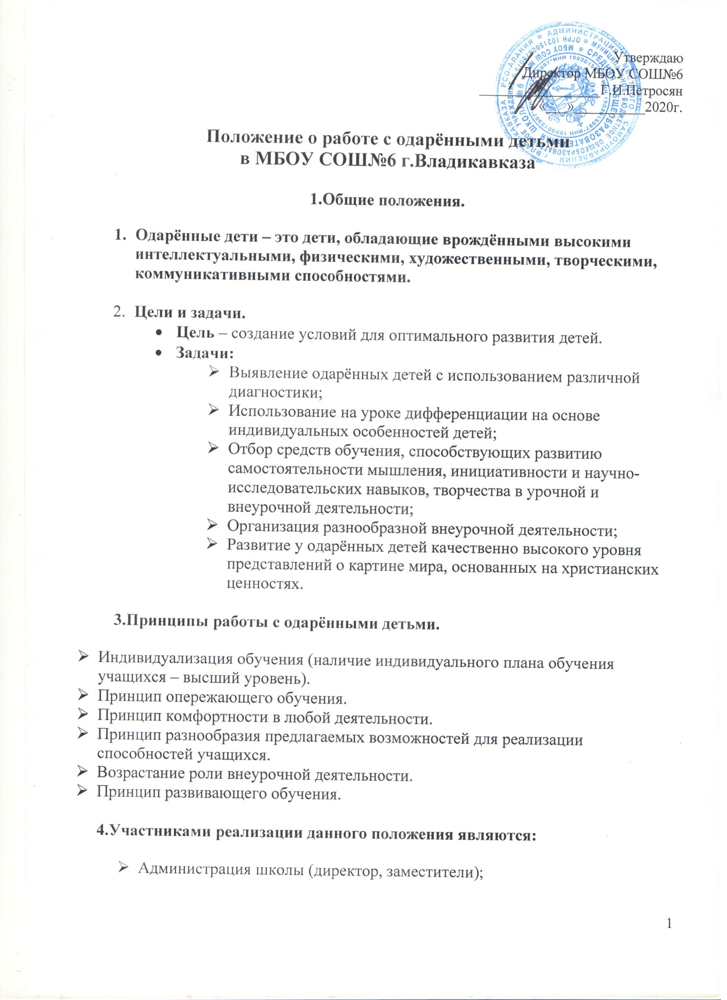 Утверждаю
Директор МБОУ СОШ№6
Г.И.Петросян
«___»__________2020г.
Положение о работе с одарёнными детьми
в МБОУ СОШ№6 г.Владикавказа
1.Общие положения.
1. Одарённые дети – это дети, обладающие врождёнными высокими
интеллектуальными, физическими, художественными, творческими,
коммуникативными способностями.
2. Цели и задачи.
• Цель – создание условий для оптимального развития детей.
• Задачи:
➢ Выявление одарённых детей с использованием различной
диагностики;
➢ Использование на уроке дифференциации на основе
индивидуальных особенностей детей;
➢ Отбор средств обучения, способствующих развитию
самостоятельности мышления, инициативности и научно-
исследовательских навыков, творчества в урочной и
внеурочной деятельности;
➢ Организация разнообразной внеурочной деятельности;
➢ Развитие у одарённых детей качественно высокого уровня
представлений о картине мира, основанных на христианских
ценностях.
3.Принципы работы с одарёнными детьми.
➢ Индивидуализация обучения (наличие индивидуального плана обучения
учащихся – высший уровень).
➢ Принцип опережающего обучения.
➢ Принцип комфортности в любой деятельности.
➢ Принцип разнообразия предлагаемых возможностей для реализации
способностей учащихся.
➢ Возрастание роли внеурочной деятельности.
➢ Принцип развивающего обучения.
4.Участниками реализации данного положения являются:
➢ Администрация школы (директор, заместители);
1